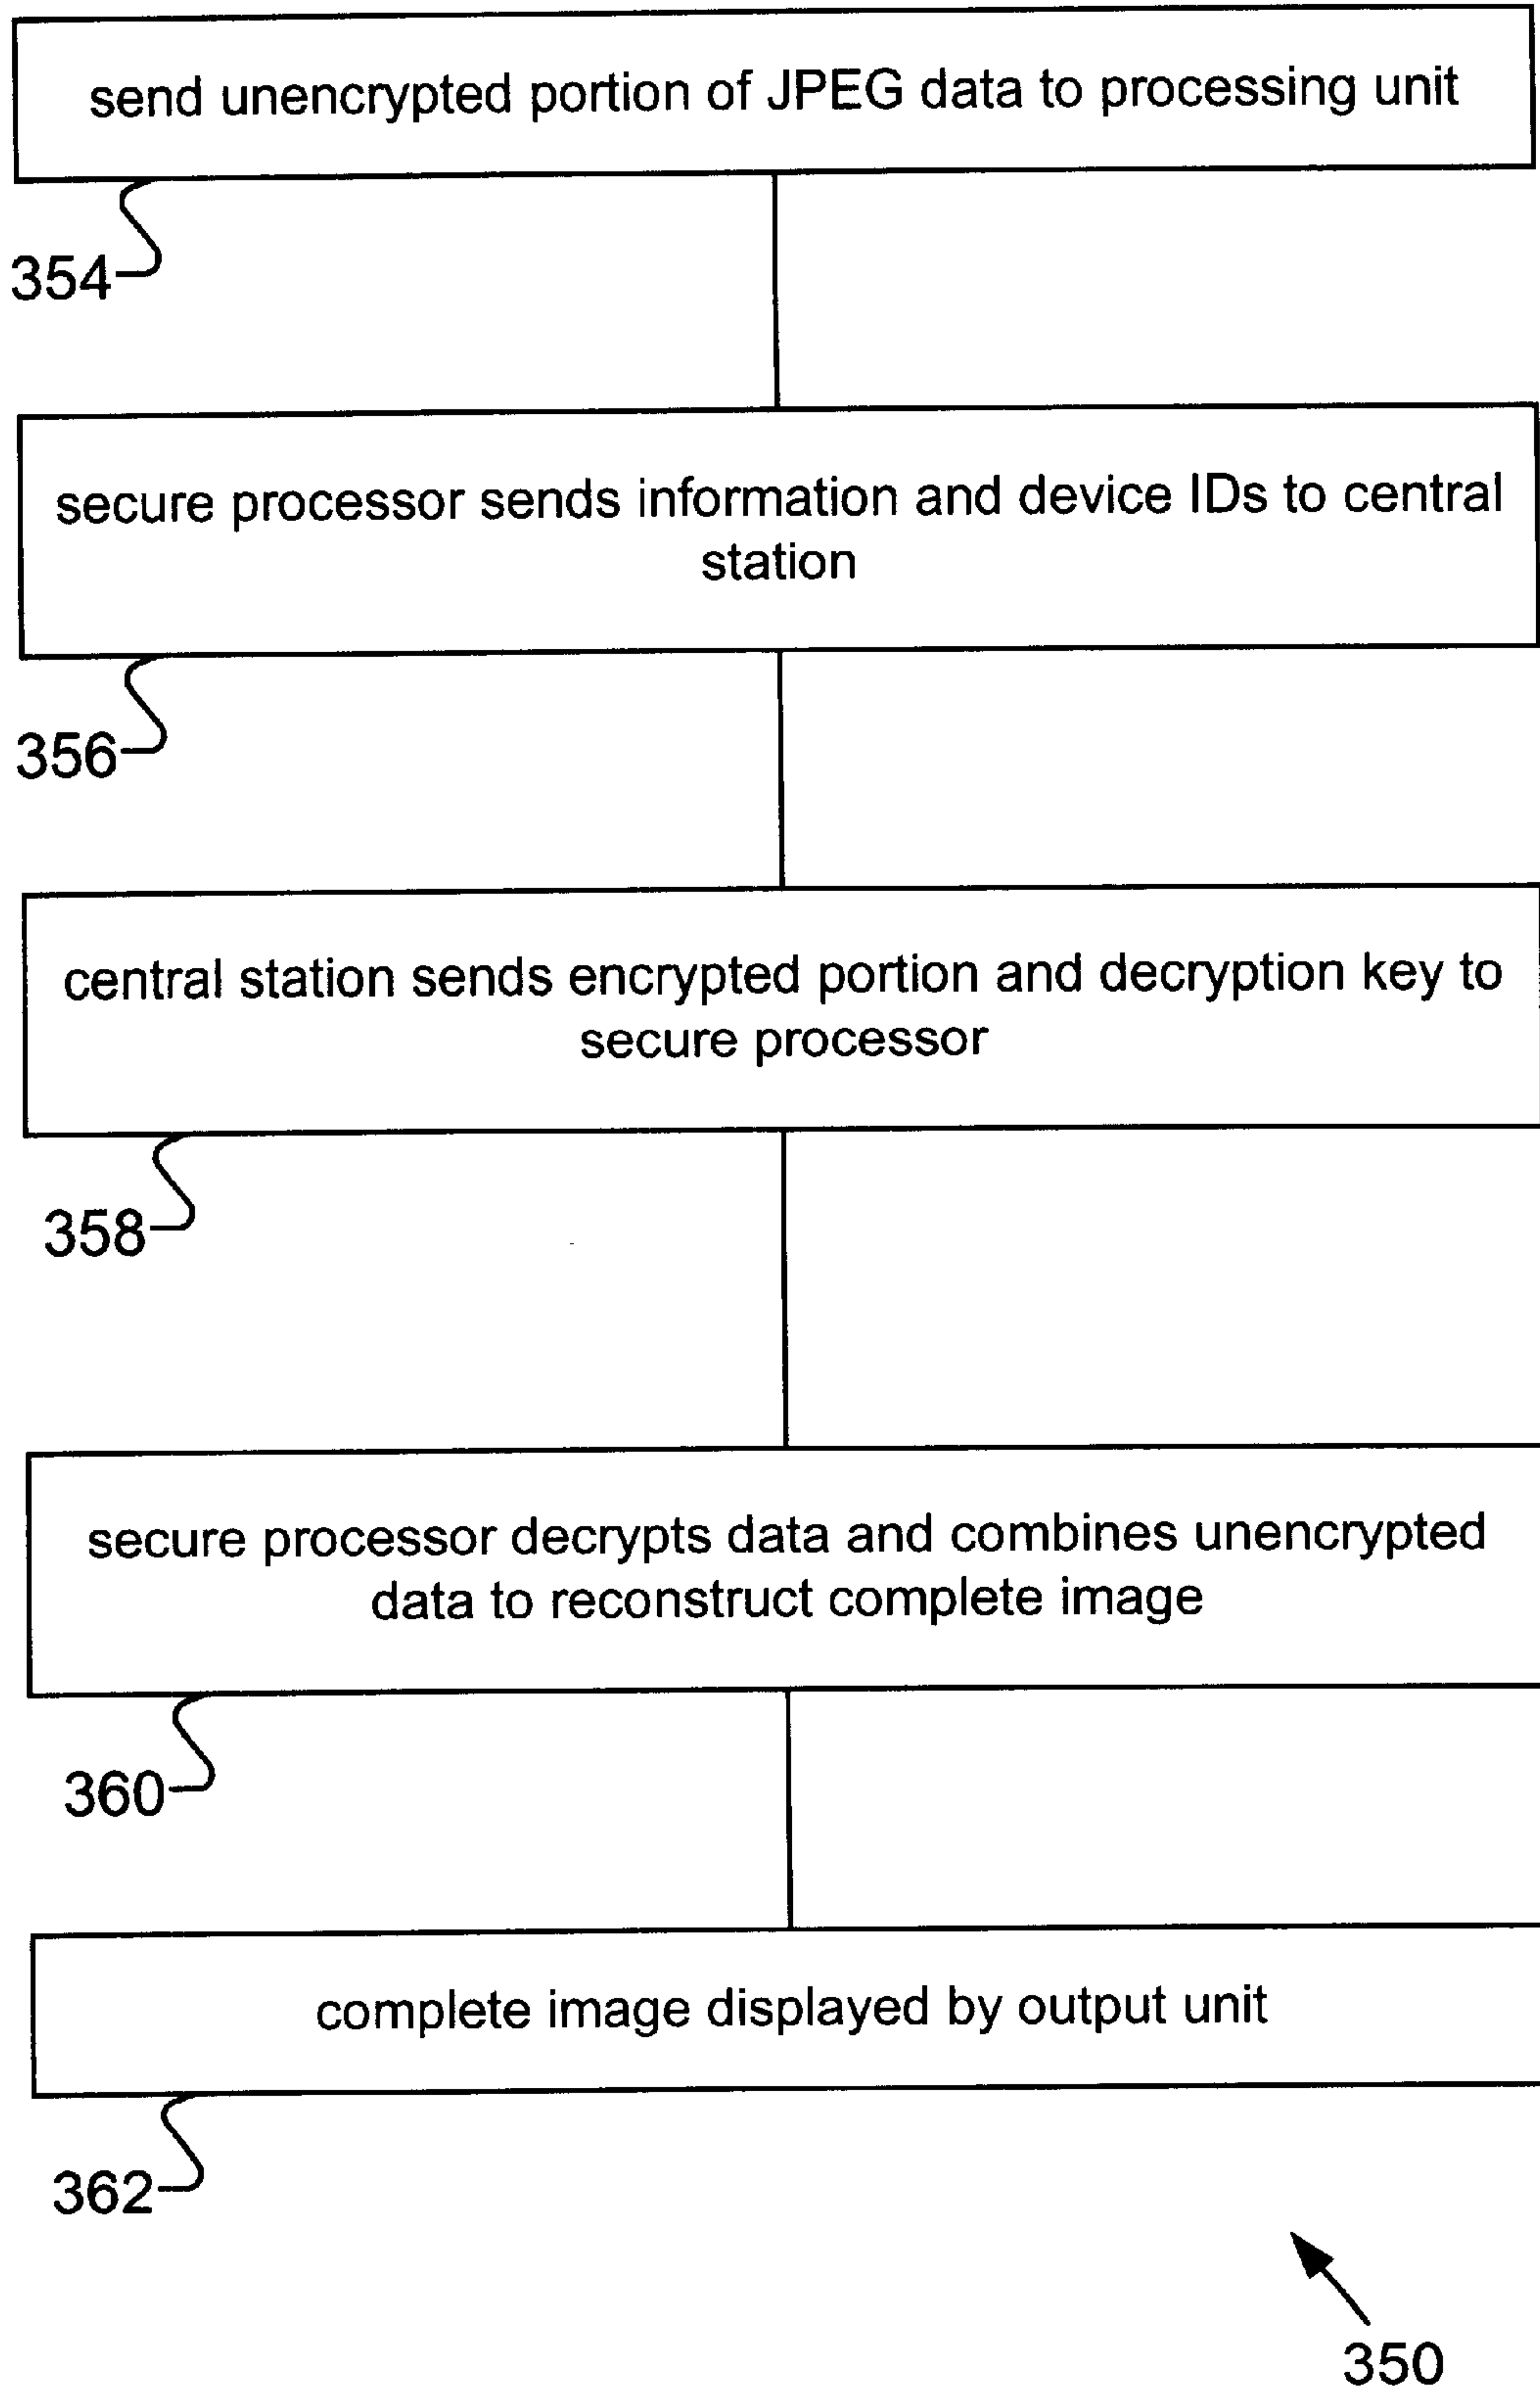 send unencrypted portion of JPEG data to processing unit
354
secure processor sends information and device IDs to central
station
356
central station sends encrypted portion and decryption key to
secure processor
358
secure processor decrypts data and combines unencrypted
data to reconstruct complete image
360
complete image displayed by output unit
362
350